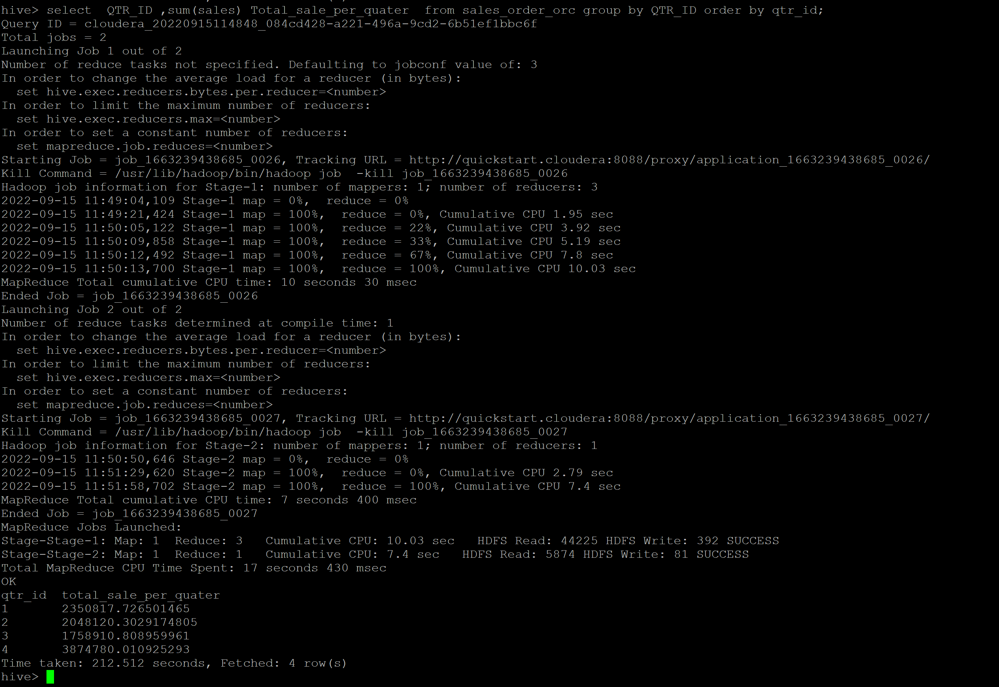 hive> select  QTR_ID ,sum(sales) Total_sale_per_quater  from sales_order_orc group by QTR_ID order by qtr_id;
Query ID = cloudera_20220915114848_084cd428-a221-496a-9cd2-6b51ef1bbc6f
Total jobs = 2
Launching Job 1 out of 2
Number of reduce tasks not specified. Defaulting to jobconf value of: 3
In order to change the average load for a reducer (in bytes):
  set hive.exec.reducers.bytes.per.reducer=<number>
In order to limit the maximum number of reducers:
  set hive.exec.reducers.max=<number>
In order to set a constant number of reducers:
  set mapreduce.job.reduces=<number>
Starting Job = job_1663239438685_0026, Tracking URL = http://quickstart.cloudera:8088/proxy/application_1663239438685_0026/
Kill Command = /usr/lib/hadoop/bin/hadoop job  -kill job_1663239438685_0026
Hadoop job information for Stage-1: number of mappers: 1; number of reducers: 3
2022-09-15 11:49:04,109 Stage-1 map = 0%,  reduce = 0%
2022-09-15 11:49:21,424 Stage-1 map = 100%,  reduce = 0%, Cumulative CPU 1.95 sec
2022-09-15 11:50:05,122 Stage-1 map = 100%,  reduce = 22%, Cumulative CPU 3.92 sec
2022-09-15 11:50:09,858 Stage-1 map = 100%,  reduce = 33%, Cumulative CPU 5.19 sec
2022-09-15 11:50:12,492 Stage-1 map = 100%,  reduce = 67%, Cumulative CPU 7.8 sec
2022-09-15 11:50:13,700 Stage-1 map = 100%,  reduce = 100%, Cumulative CPU 10.03 sec
MapReduce Total cumulative CPU time: 10 seconds 30 msec
Ended Job = job_1663239438685_0026
Launching Job 2 out of 2
Number of reduce tasks determined at compile time: 1
In order to change the average load for a reducer (in bytes):
  set hive.exec.reducers.bytes.per.reducer=<number>
In order to limit the maximum number of reducers:
  set hive.exec.reducers.max=<number>
In order to set a constant number of reducers:
  set mapreduce.job.reduces=<number>
Starting Job = job_1663239438685_0027, Tracking URL = http://quickstart.cloudera:8088/proxy/application_1663239438685_0027/
Kill Command = /usr/lib/hadoop/bin/hadoop job  -kill job_1663239438685_0027
Hadoop job information for Stage-2: number of mappers: 1; number of reducers: 1
2022-09-15 11:50:50,646 Stage-2 map = 0%,  reduce = 0%
2022-09-15 11:51:29,620 Stage-2 map = 100%,  reduce = 0%, Cumulative CPU 2.79 sec
2022-09-15 11:51:58,702 Stage-2 map = 100%,  reduce = 100%, Cumulative CPU 7.4 sec
MapReduce Total cumulative CPU time: 7 seconds 400 msec
Ended Job = job_1663239438685_0027
MapReduce Jobs Launched:
Stage-Stage-1: Map: 1  Reduce: 3   Cumulative CPU: 10.03 sec   HDFS Read: 44225 HDFS Write: 392 SUCCESS
Stage-Stage-2: Map: 1  Reduce: 1   Cumulative CPU: 7.4 sec   HDFS Read: 5874 HDFS Write: 81 SUCCESS
Total MapReduce CPU Time Spent: 17 seconds 430 msec
OK
qtr_id  total_sale_per_quater
1       2350817.726501465
2       2048120.3029174805
3       1758910.808959961
4       3874780.010925293
Time taken: 212.512 seconds, Fetched: 4 row(s)
hive>